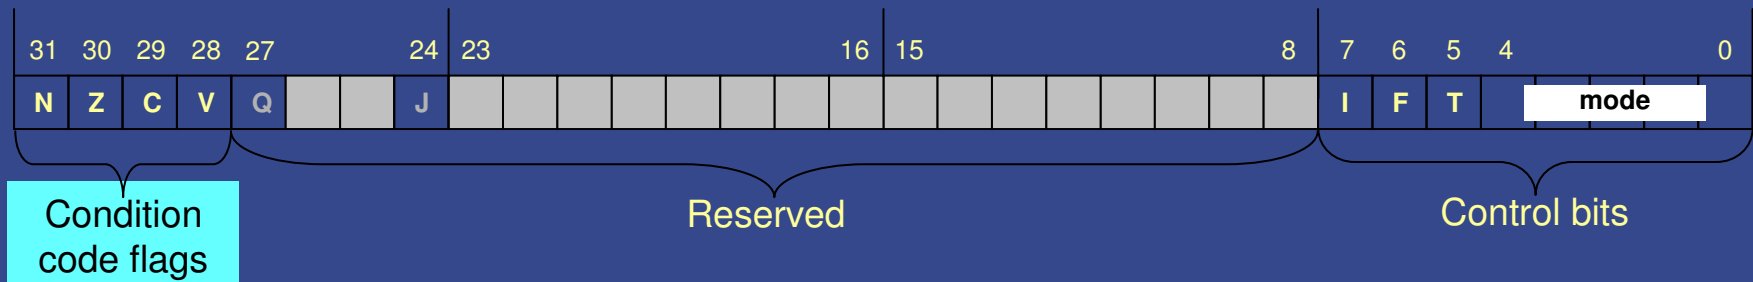 31 30 29 28 27 24 23 16 15 8 7 6 5 4 0
N Z C V Q J I F T mode
Condition
code flags
Reserved
Control bits